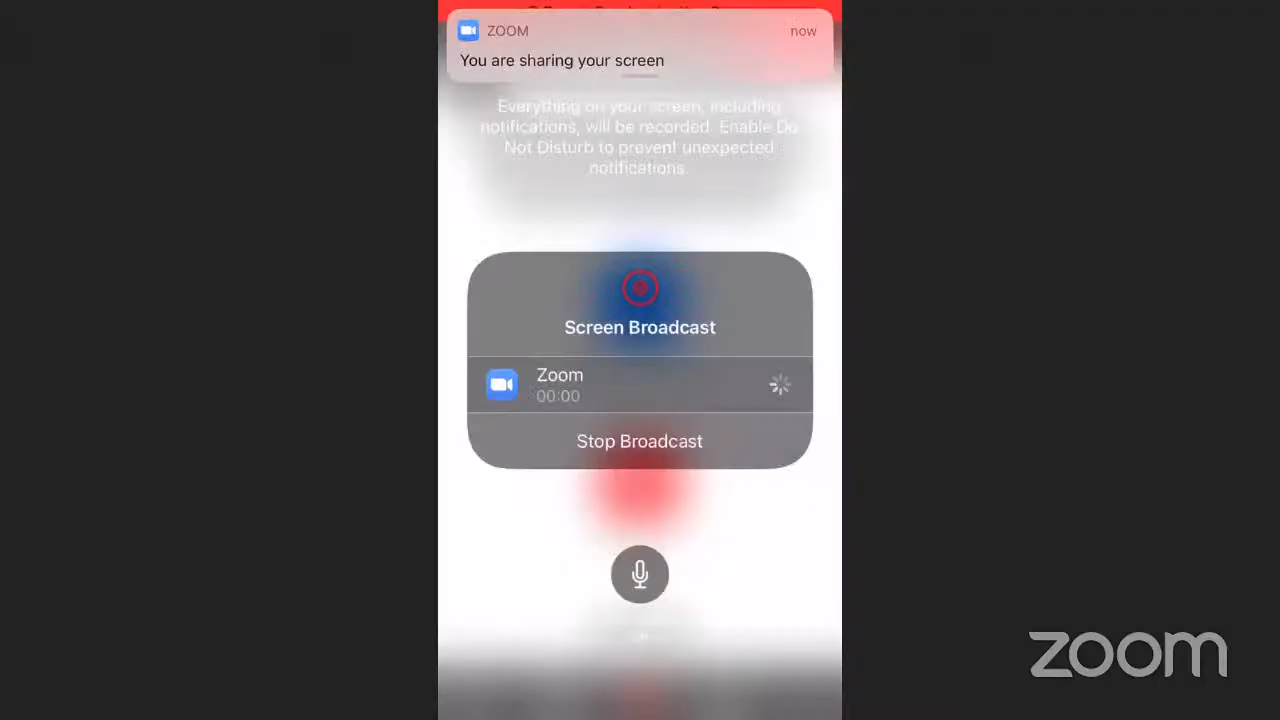 ZOOM
now
You are sharing your screen
Everything on your screen, including
notifications, will be recorded. Enable Do
Not Disturb to prevent unexpected
notifications.
Screen Broadcast
Zoom
00:00
Stop Broadcast
zoom